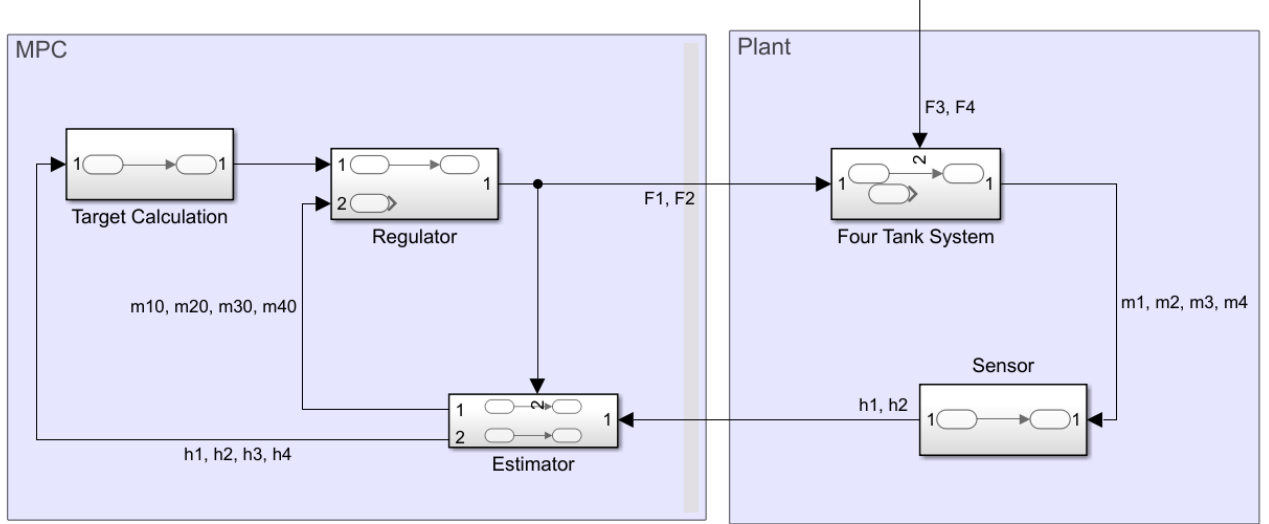 MPC
Plant
F3, F4
1
1
Target Calculation
1
2
1
Regulator
F1, F2
1
2
1
Four Tank System
m10, m20, m30, m40
m1, m2, m3, m4
Sensor
1
2
2
1
Estimator
h1, h2
1
1
h1, h2, h3, h4